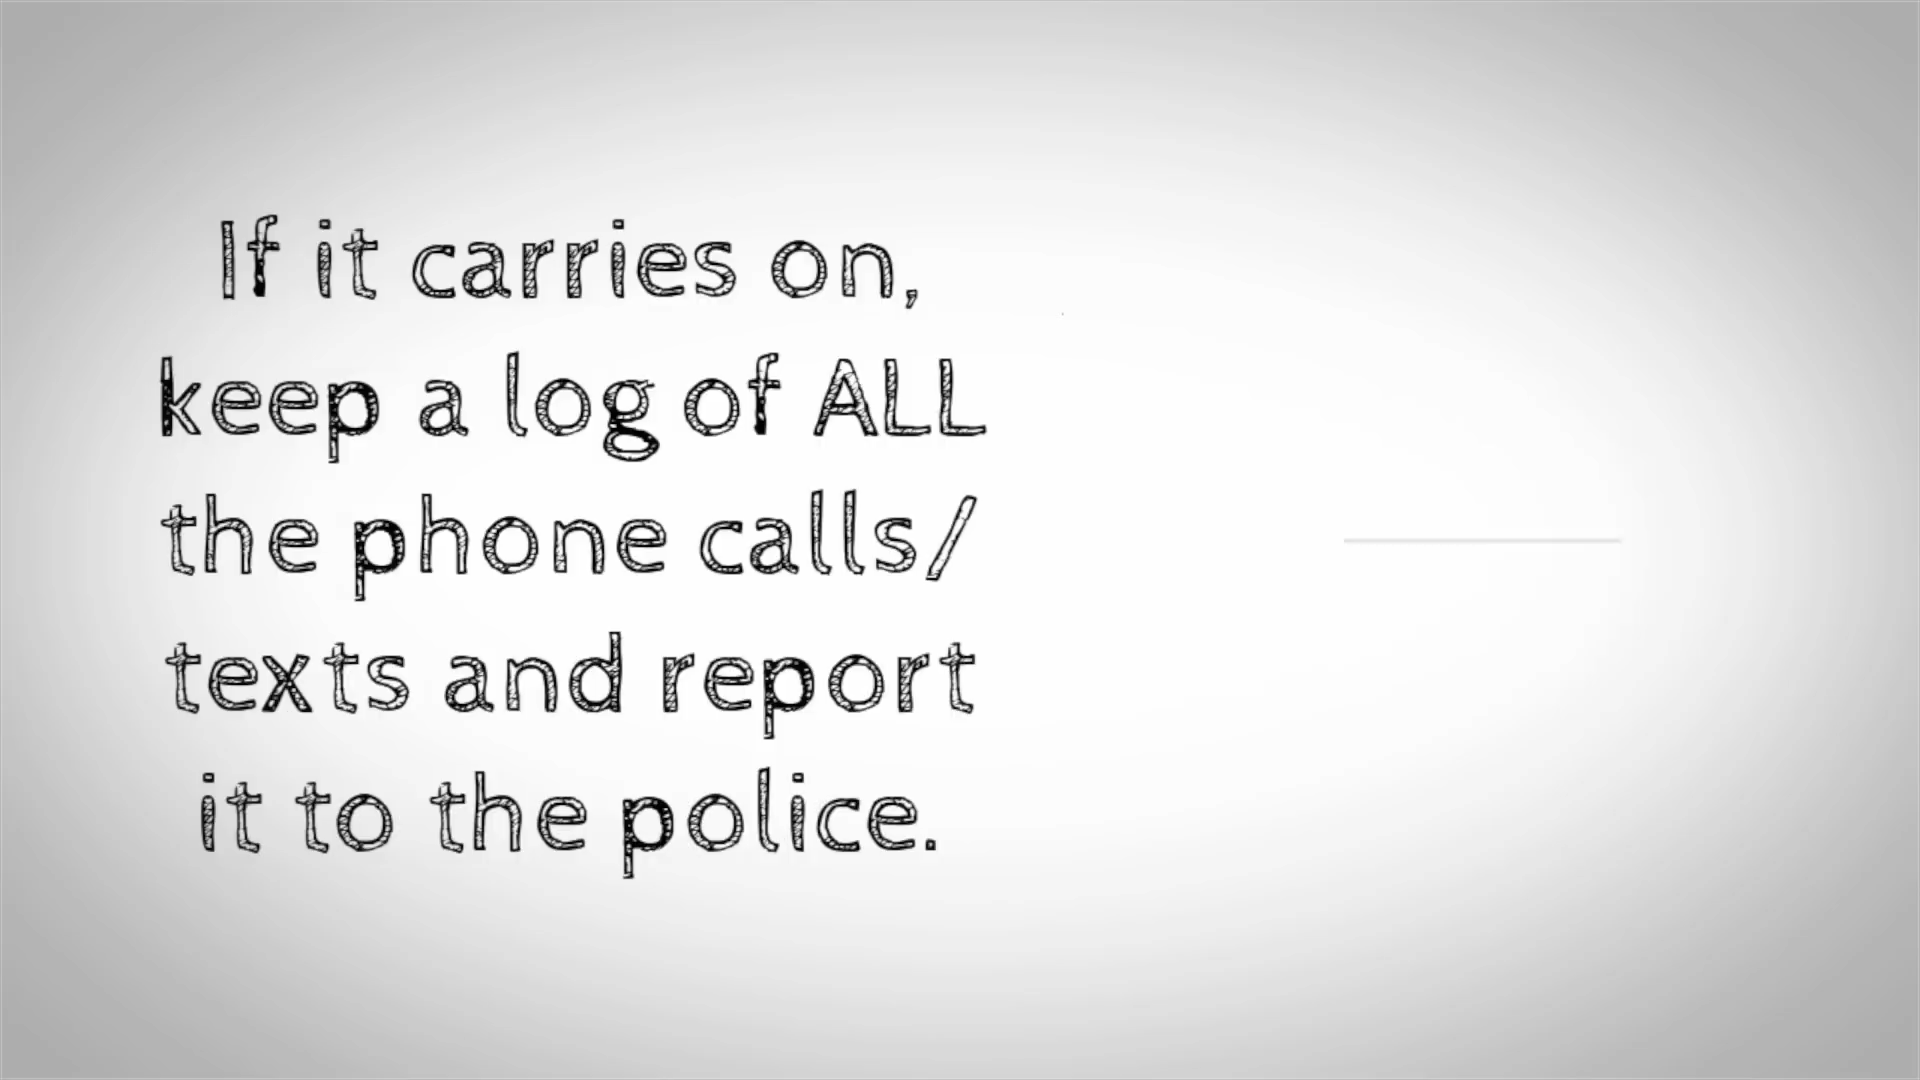 If it carries on,
keep a log of ALL
the phone calls/
texts and report
it to the police.